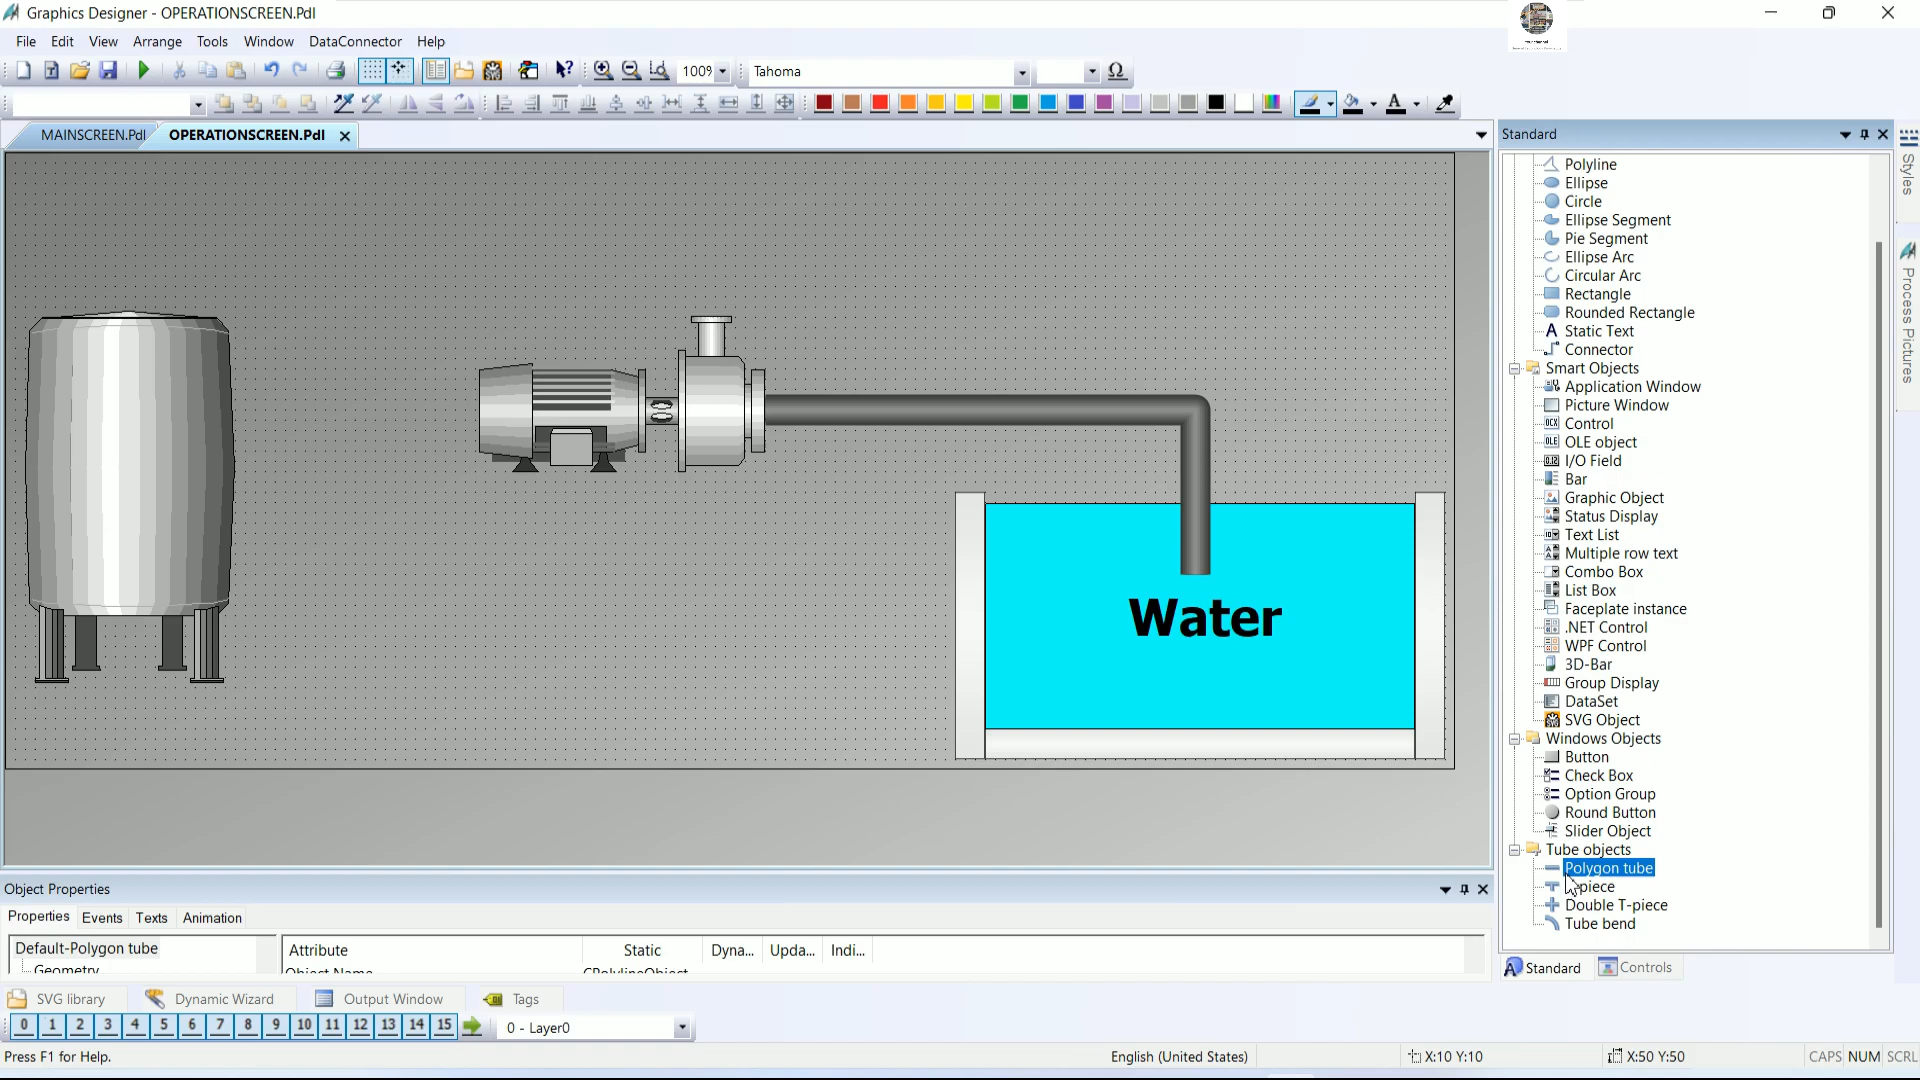 Graphics Designer - OPERATIONSCREEN.Pdl
File Edit View Arrange Tools Window DataConnector Help
100% Tahoma Ω
MAINSCREEN.Pdl OPERATIONSCREEN.Pdl
Water
Standard
Polyline
Ellipse
Circle
Ellipse Segment
Pie Segment
Ellipse Arc
Circular Arc
Rectangle
Rounded Rectangle
Static Text
Connector
Smart Objects
Application Window
Picture Window
Control
OLE object
I/O Field
Bar
Graphic Object
Status Display
Text List
Multiple row text
Combo Box
List Box
Faceplate instance
.NET Control
WPF Control
3D-Bar
Group Display
DataSet
SVG Object
Windows Objects
Button
Check Box
Option Group
Round Button
Slider Object
Tube objects
Polygon tube
piece
Double T-piece
Tube bend
Standard Controls
Styles
Process Pictures
Object Properties
Properties Events Texts Animation
Default-Polygon tube
Geometry
Attribute Static Dyna... Upda... Indi...
Object Name CPolylineObject
SVG library Dynamic Wizard Output Window Tags
0 1 2 3 4 5 6 7 8 9 10 11 12 13 14 15 0 - Layer0
Press F1 for Help. English (United States) X:10 Y:10 X:50 Y:50 CAPS NUM SCRL